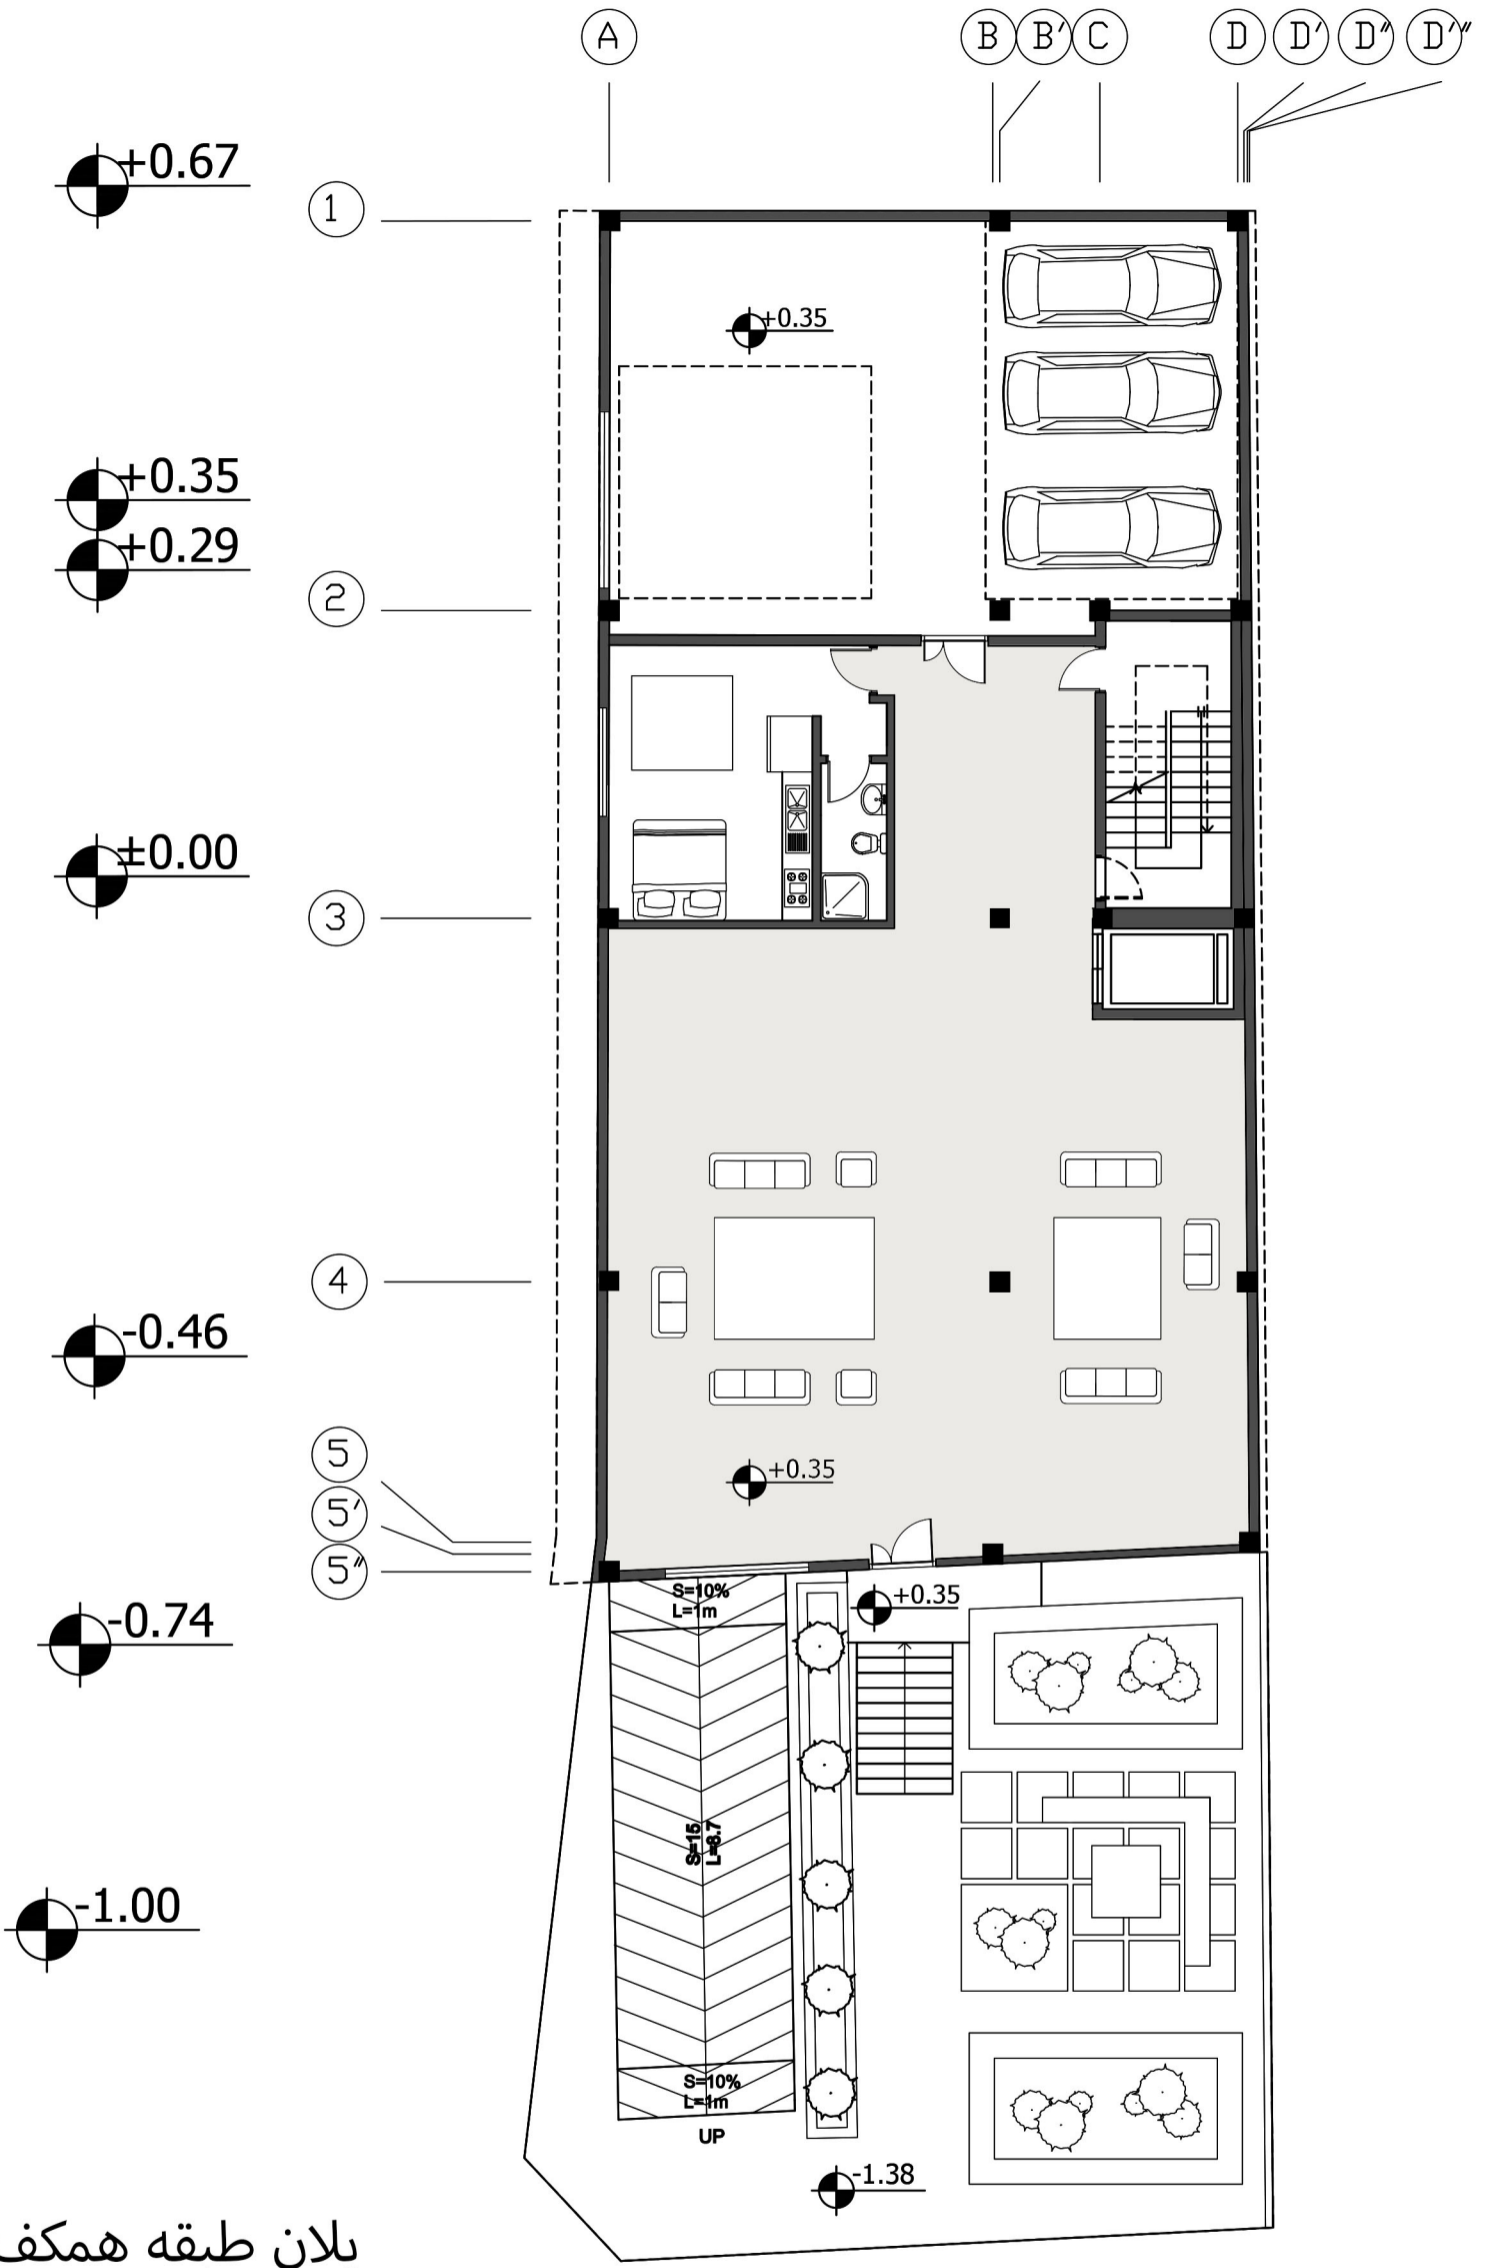 A B B' C D D' D" D'"
+0.67
1
+0.35
+0.35
+0.29
2
±0.00
3
4
-0.46
5
+0.35
5'
5"
S=10%
L=1m
+0.35
-0.74
S=15
L=8.7
-1.00
S=10%
L=1m
UP
-1.38
پلان طبقه همکف